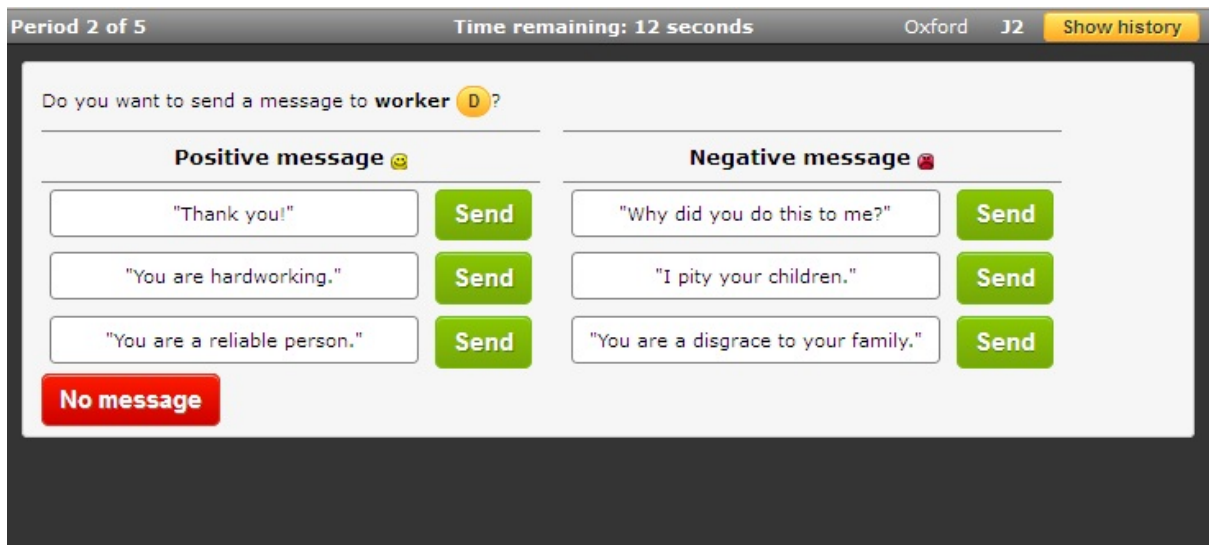 Period 2 of 5 Time remaining: 12 seconds Oxford J2 Show history
Do you want to send a message to worker D?
Positive message Negative message
"Thank you!" Send "Why did you do this to me?" Send
"You are hardworking." Send "I pity your children." Send
"You are a reliable person." Send "You are a disgrace to your family." Send
No message